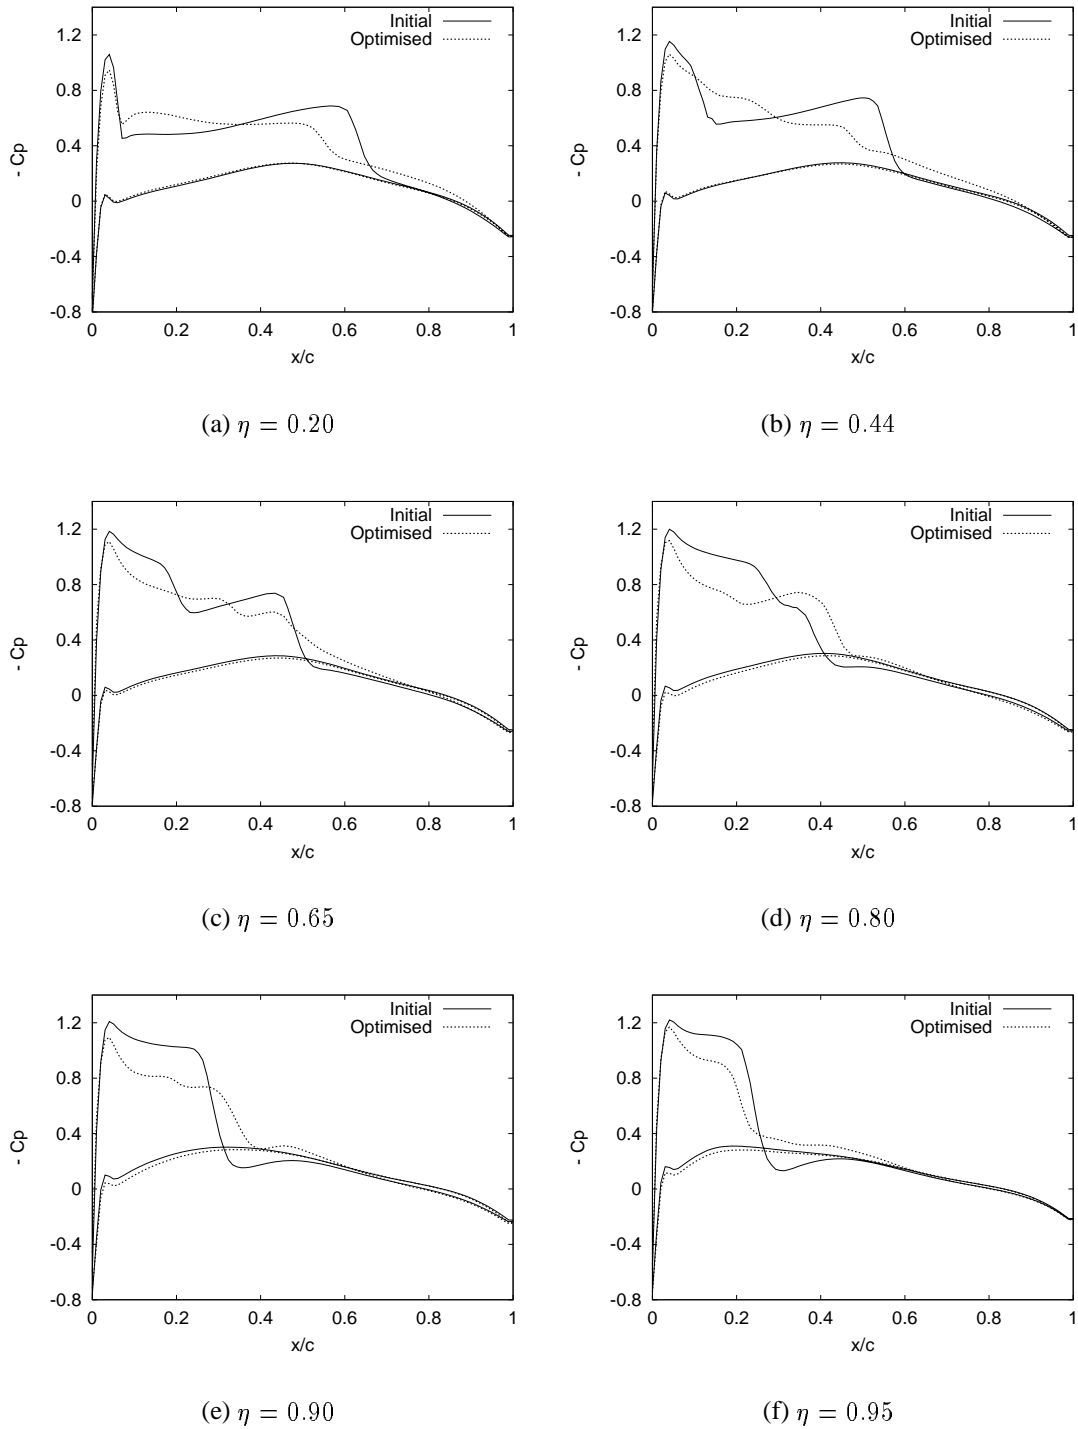 1.2
0.8
0.4
0
-0.4
-0.8
- Cp
0 0.2 0.4 0.6 0.8 1
x/c
Initial
Optimised
(a) η = 0.20
1.2
0.8
0.4
0
-0.4
-0.8
- Cp
0 0.2 0.4 0.6 0.8 1
x/c
Initial
Optimised
(b) η = 0.44
1.2
0.8
0.4
0
-0.4
-0.8
- Cp
0 0.2 0.4 0.6 0.8 1
x/c
Initial
Optimised
(c) η = 0.65
1.2
0.8
0.4
0
-0.4
-0.8
- Cp
0 0.2 0.4 0.6 0.8 1
x/c
Initial
Optimised
(d) η = 0.80
1.2
0.8
0.4
0
-0.4
-0.8
- Cp
0 0.2 0.4 0.6 0.8 1
x/c
Initial
Optimised
(e) η = 0.90
1.2
0.8
0.4
0
-0.4
-0.8
- Cp
0 0.2 0.4 0.6 0.8 1
x/c
Initial
Optimised
(f) η = 0.95